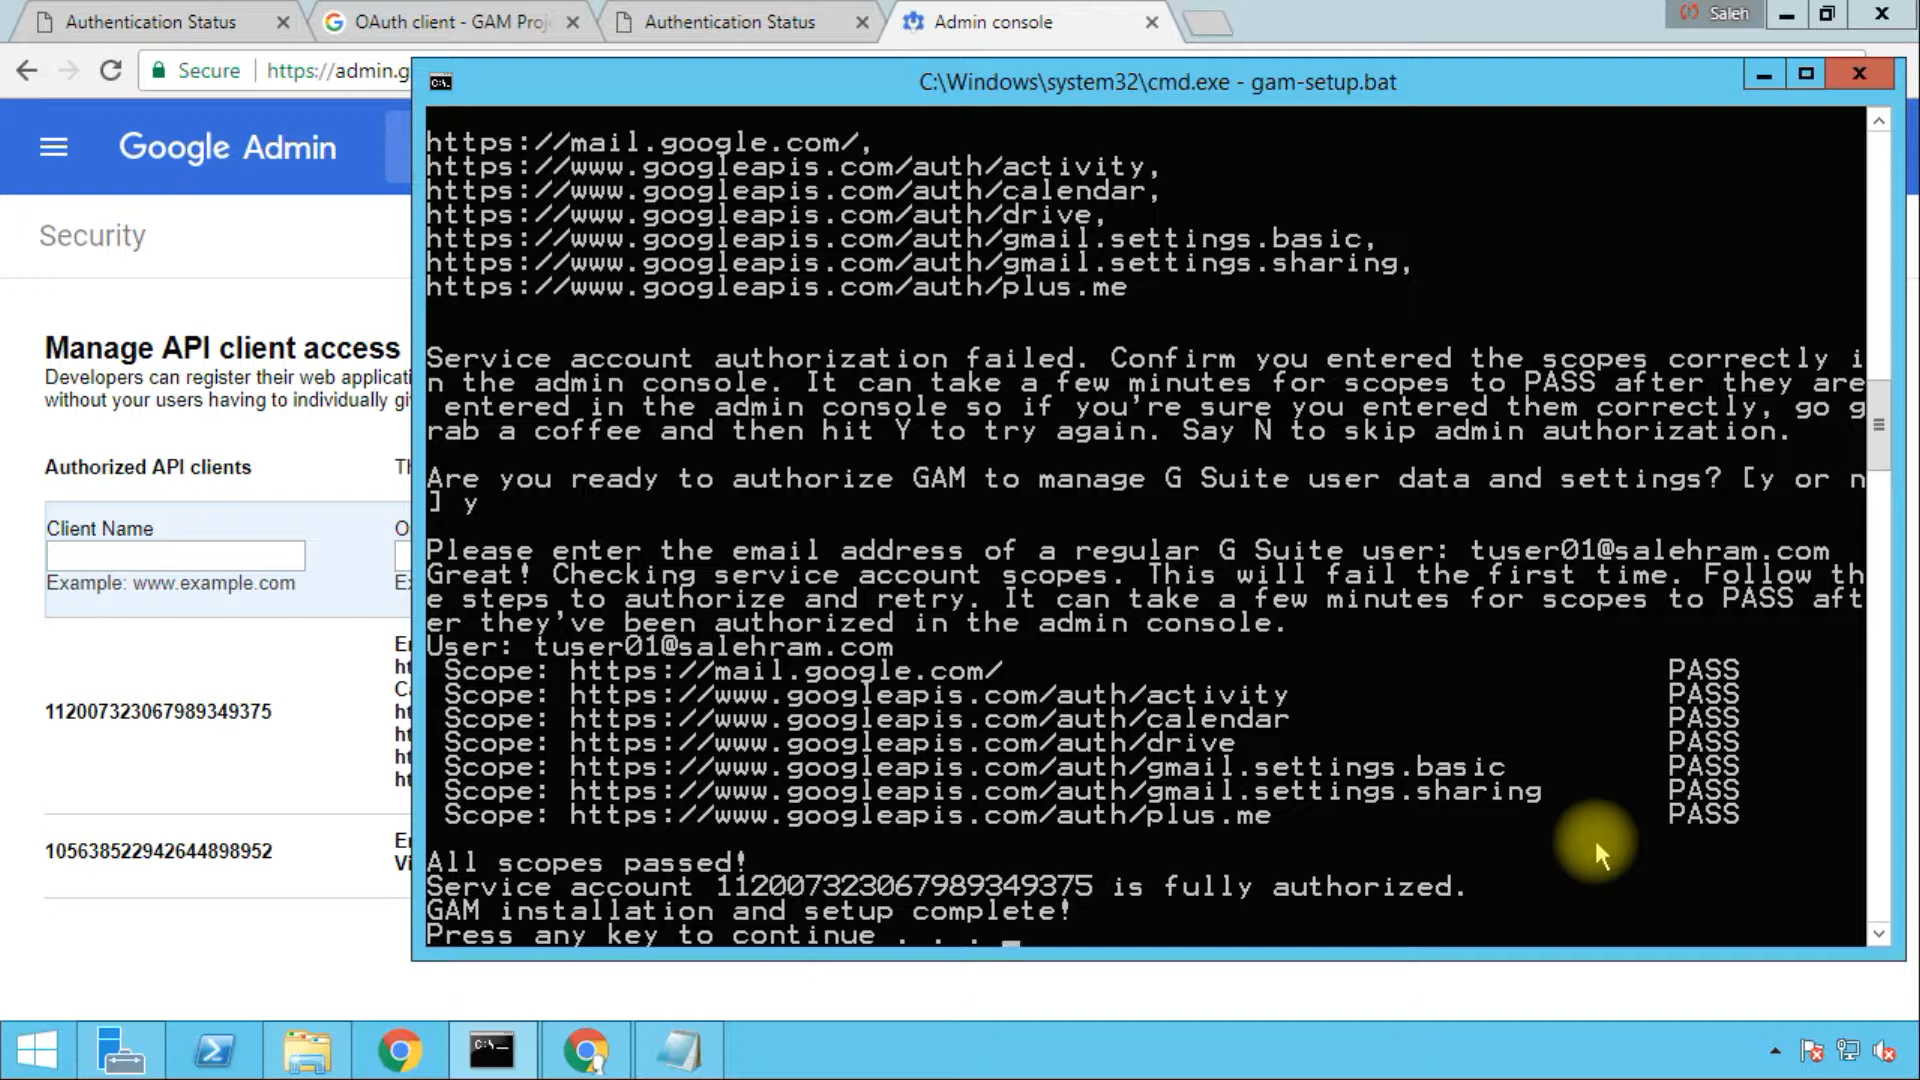 Authentication Status
OAuth client - GAM Proj
Authentication Status
Admin console
Saleh
Secure
https://admin.g
C:\Windows\system32\cmd.exe - gam-setup.bat
Google Admin
Security
Manage API client access
Developers can register their web applicati
without your users having to individually gi
Authorized API clients
Th
Client Name
O
Example: www.example.com
Ex
112007323067989349375
En
ht
Ca
ht
ht
ht
ht
105638522942644898952
En
Vi
https://mail.google.com/,
https://www.googleapis.com/auth/activity,
https://www.googleapis.com/auth/calendar,
https://www.googleapis.com/auth/drive,
https://www.googleapis.com/auth/gmail.settings.basic,
https://www.googleapis.com/auth/gmail.settings.sharing,
https://www.googleapis.com/auth/plus.me
Service account authorization failed. Confirm you entered the scopes correctly i
n the admin console. It can take a few minutes for scopes to PASS after they are
 entered in the admin console so if you're sure you entered them correctly, go g
rab a coffee and then hit Y to try again. Say N to skip admin authorization.
Are you ready to authorize GAM to manage G Suite user data and settings? [y or n
] y
Please enter the email address of a regular G Suite user: tuser01@salehram.com
Great! Checking service account scopes. This will fail the first time. Follow th
e steps to authorize and retry. It can take a few minutes for scopes to PASS aft
er they've been authorized in the admin console.
User: tuser01@salehram.com
Scope: https://mail.google.com/ PASS
Scope: https://www.googleapis.com/auth/activity PASS
Scope: https://www.googleapis.com/auth/calendar PASS
Scope: https://www.googleapis.com/auth/drive PASS
Scope: https://www.googleapis.com/auth/gmail.settings.basic PASS
Scope: https://www.googleapis.com/auth/gmail.settings.sharing PASS
Scope: https://www.googleapis.com/auth/plus.me PASS
All scopes passed!
Service account 112007323067989349375 is fully authorized.
GAM installation and setup complete!
Press any key to continue . . .